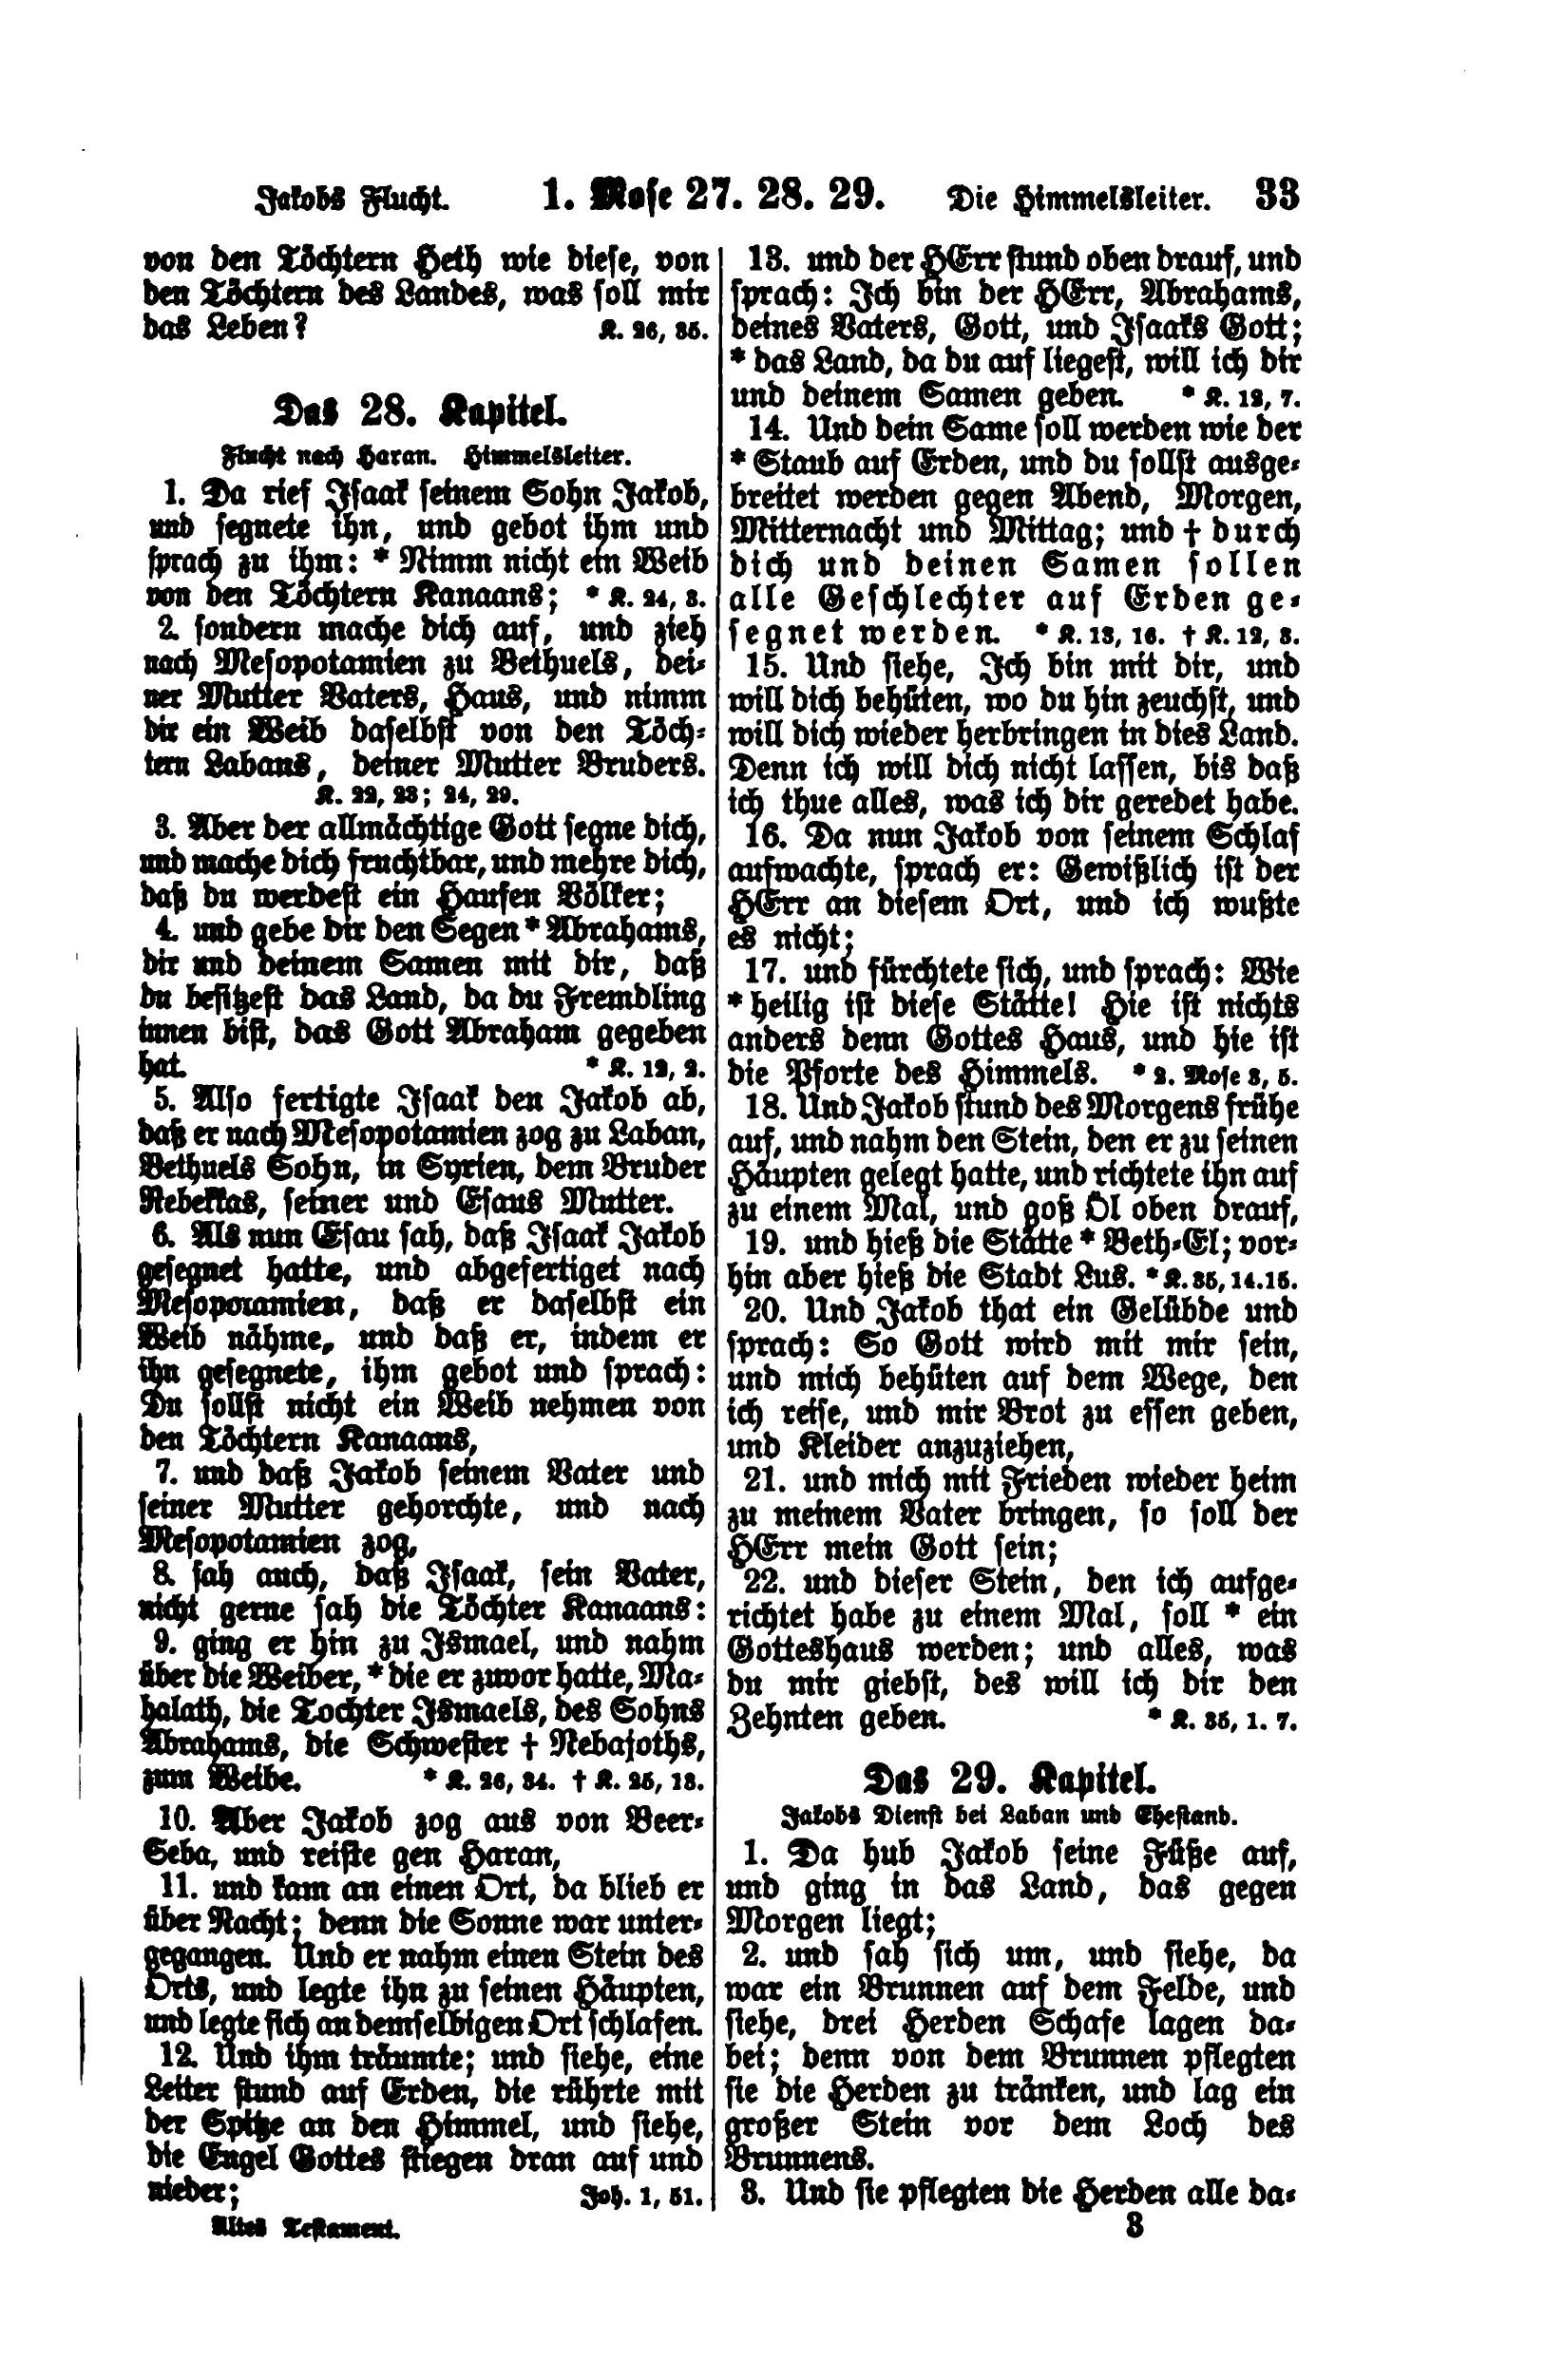 Jakobs Flucht. 1. Mose 27. 28. 29. Die Himmelsleiter. 33
von den Töchtern Heth wie diese, von
den Töchtern des Landes, was soll mir
das Leben? K. 26, 35.
Das 28. Kapitel.
Flucht nach Haran. Himmelsleiter.
1. Da rief Isaak seinem Sohn Jakob,
und segnete ihn, und gebot ihm und
sprach zu ihm: * Nimm nicht ein Weib
von den Töchtern Kanaans; * K. 24, 3.
2. sondern mache dich auf, und zieh
nach Mesopotamien zu Bethuels, dei-
ner Mutter Vaters, Haus, und nimm
dir ein Weib daselbst von den Töch-
tern Labans, deiner Mutter Bruders.
K. 22, 23; 24, 29.
3. Aber der allmächtige Gott segne dich,
und mache dich fruchtbar, und mehre dich,
daß du werdest ein Haufen Völker;
4. und gebe dir den Segen * Abrahams,
dir und deinem Samen mit dir, daß
du besitzest das Land, da du Fremdling
innen bist, das Gott Abraham gegeben
hat. * K. 12, 2.
5. Also fertigte Isaak den Jakob ab,
daß er nach Mesopotamien zog zu Laban,
Bethuels Sohn, in Syrien, dem Bruder
Rebekkas, seiner und Esaus Mutter.
6. Als nun Esau sah, daß Isaak Jakob
gesegnet hatte, und abgefertiget nach
Mesopotamien, daß er daselbst ein
Weib nähme, und daß er, indem er
ihn gesegnete, ihm gebot und sprach:
Du sollst nicht ein Weib nehmen von
den Töchtern Kanaans,
7. und daß Jakob seinem Vater und
seiner Mutter gehorchte, und nach
Mesopotamien zog,
8. sah auch, daß Isaak, sein Vater,
nicht gerne sah die Töchter Kanaans:
9. ging er hin zu Ismael, und nahm
über die Weiber, * die er zuvor hatte, Ma-
halath, die Tochter Ismaels, des Sohns
Abrahams, die Schwester † Nebajoths,
zum Weibe. * K. 26, 34. † K. 25, 13.
10. Aber Jakob zog aus von Beer-
Seba, und reiste gen Haran,
11. und kam an einen Ort, da blieb er
über Nacht; denn die Sonne war unter-
gegangen. Und er nahm einen Stein des
Orts, und legte ihn zu seinen Häupten,
und legte sich an demselbigen Ort schlafen.
12. Und ihm träumte; und siehe, eine
Leiter stund auf Erden, die rührte mit
der Spitze an den Himmel, und siehe,
die Engel Gottes stiegen dran auf und
nieder; Joh. 1, 51.
Altes Testament.
13. und der HErr stund oben drauf, und
sprach: Ich bin der HErr, Abrahams,
deines Vaters, Gott, und Isaaks Gott;
* das Land, da du auf liegest, will ich dir
und deinem Samen geben. * K. 12, 7.
14. Und dein Same soll werden wie der
* Staub auf Erden, und du sollst ausge-
breitet werden gegen Abend, Morgen,
Mitternacht und Mittag; und † durch
dich und deinen Samen sollen
alle Geschlechter auf Erden ge-
segnet werden. * K. 13, 16. † K. 12, 3.
15. Und siehe, Ich bin mit dir, und
will dich behüten, wo du hin zeuchst, und
will dich wieder herbringen in dies Land.
Denn ich will dich nicht lassen, bis daß
ich thue alles, was ich dir geredet habe.
16. Da nun Jakob von seinem Schlaf
aufwachte, sprach er: Gewißlich ist der
HErr an diesem Ort, und ich wußte
es nicht;
17. und fürchtete sich, und sprach: Wie
* heilig ist diese Stätte! Hie ist nichts
anders denn Gottes Haus, und hie ist
die Pforte des Himmels. * 2. Mose 3, 5.
18. Und Jakob stund des Morgens frühe
auf, und nahm den Stein, den er zu seinen
Häupten gelegt hatte, und richtete ihn auf
zu einem Mal, und goß Öl oben drauf,
19. und hieß die Stätte * Beth-El; vor-
hin aber hieß die Stadt Lus. * K. 35, 14. 15.
20. Und Jakob that ein Gelübde und
sprach: So Gott wird mit mir sein,
und mich behüten auf dem Wege, den
ich reise, und mir Brot zu essen geben,
und Kleider anzuziehen,
21. und mich mit Frieden wieder heim
zu meinem Vater bringen, so soll der
HErr mein Gott sein;
22. und dieser Stein, den ich aufge-
richtet habe zu einem Mal, soll * ein
Gotteshaus werden; und alles, was
du mir giebst, des will ich dir den
Zehnten geben. * K. 35, 1. 7.
Das 29. Kapitel.
Jakobs Dienst bei Laban und Ehestand.
1. Da hub Jakob seine Füße auf,
und ging in das Land, das gegen
Morgen liegt;
2. und sah sich um, und siehe, da
war ein Brunnen auf dem Felde, und
siehe, drei Herden Schafe lagen da-
bei; denn von dem Brunnen pflegten
sie die Herden zu tränken, und lag ein
großer Stein vor dem Loch des
Brunnens.
3. Und sie pflegten die Herden alle da-
3